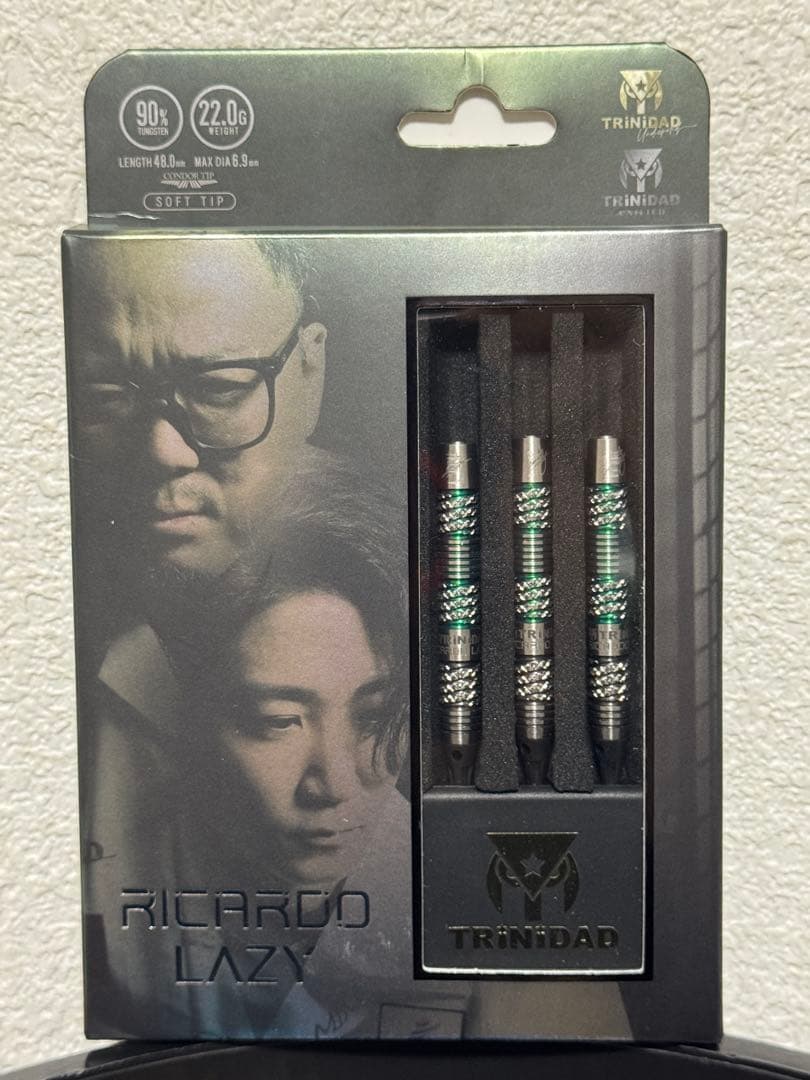 90%
TUNGSTEN
22.0G
WEIGHT
LENGTH 48.0mm MAX DIA 6.9mm
CONDOR TIP
SOFT TIP
TRiNiDAD
TRiNiDAD
RICARDO
LAZY
TRiNiDAD